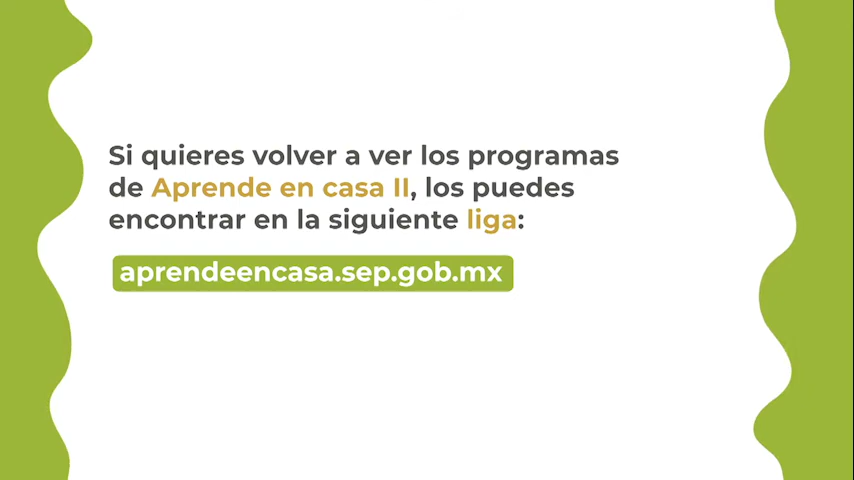 Si quieres volver a ver los programas
de Aprende en casa II, los puedes
encontrar en la siguiente liga:
aprendeencasa.sep.gob.mx